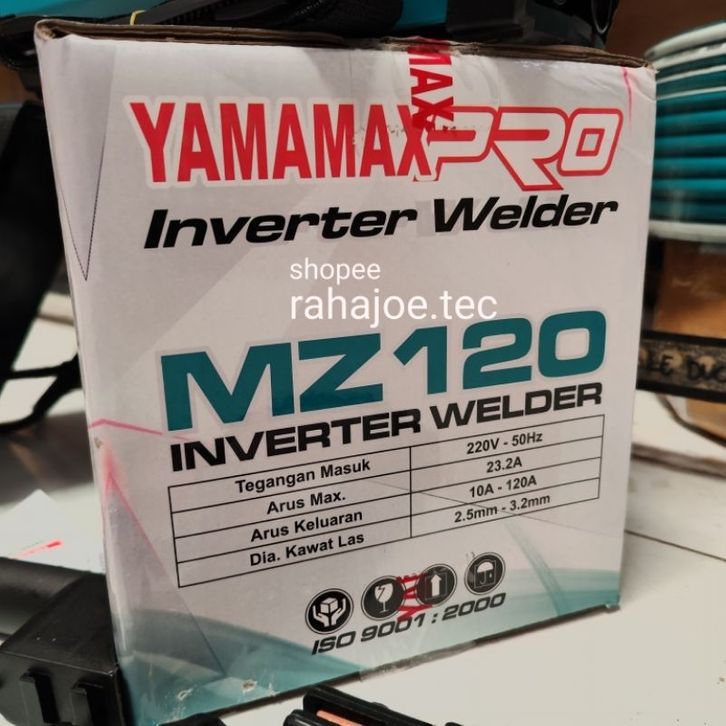 YAMAMAXPRO
Inverter Welder
shopee
rahajoe.tec
MZ120
INVERTER WELDER
Tegangan Masuk 220V - 50Hz
Arus Max. 23.2A
Arus Keluaran 10A - 120A
Dia. Kawat Las 2.5mm - 3.2mm
ISO 9001 : 2000